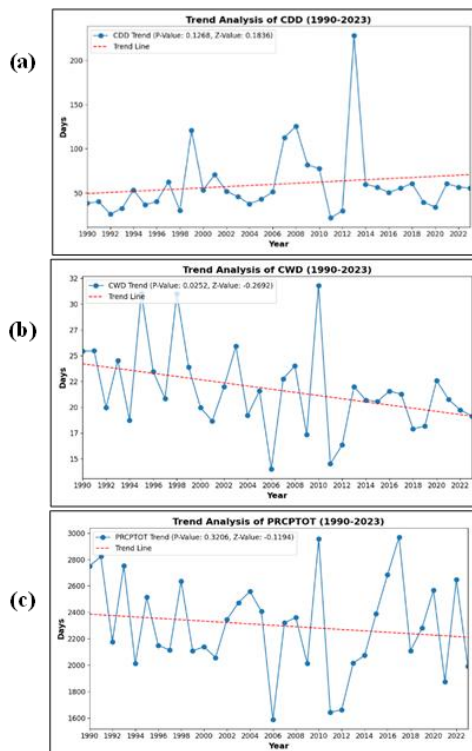 (a)
Trend Analysis of CDD (1990-2023)
CDD Trend (P-Value: 0.1268, Z-Value: 0.1836)
Trend Line
200
150
100
50
Days
1990 1992 1994 1996 1998 2000 2002 2004 2006 2008 2010 2012 2014 2016 2018 2020 2022
Year
(b)
Trend Analysis of CWD (1990-2023)
CWD Trend (P-Value: 0.0252, Z-Value: -0.2692)
Trend Line
32
30
27
25
22
20
17
15
Days
1990 1992 1994 1996 1998 2000 2002 2004 2006 2008 2010 2012 2014 2016 2018 2020 2022
Year
(c)
Trend Analysis of PRCPTOT (1990-2023)
PRCPTOT Trend (P-Value: 0.3206, Z-Value: -0.1194)
Trend Line
3000
2800
2600
2400
2200
2000
1800
1600
Days
1990 1992 1994 1996 1998 2000 2002 2004 2006 2008 2010 2012 2014 2016 2018 2020 2022
Year